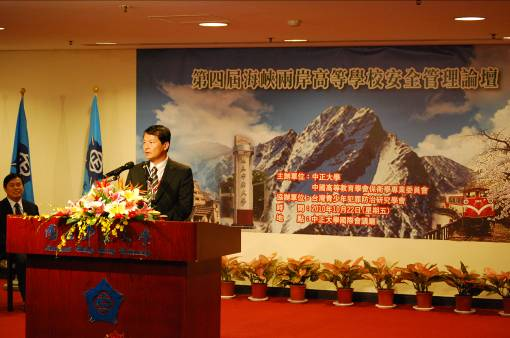 第四屆海峽兩岸高等學校安全管理論壇
主辦單位：中正大學
中國高等教育學會保衛學專業委員會
協辦單位：台灣青少年犯罪防治研究學會
時　間：2010年10月22日(星期五)
地　點：中正大學國際會議廳